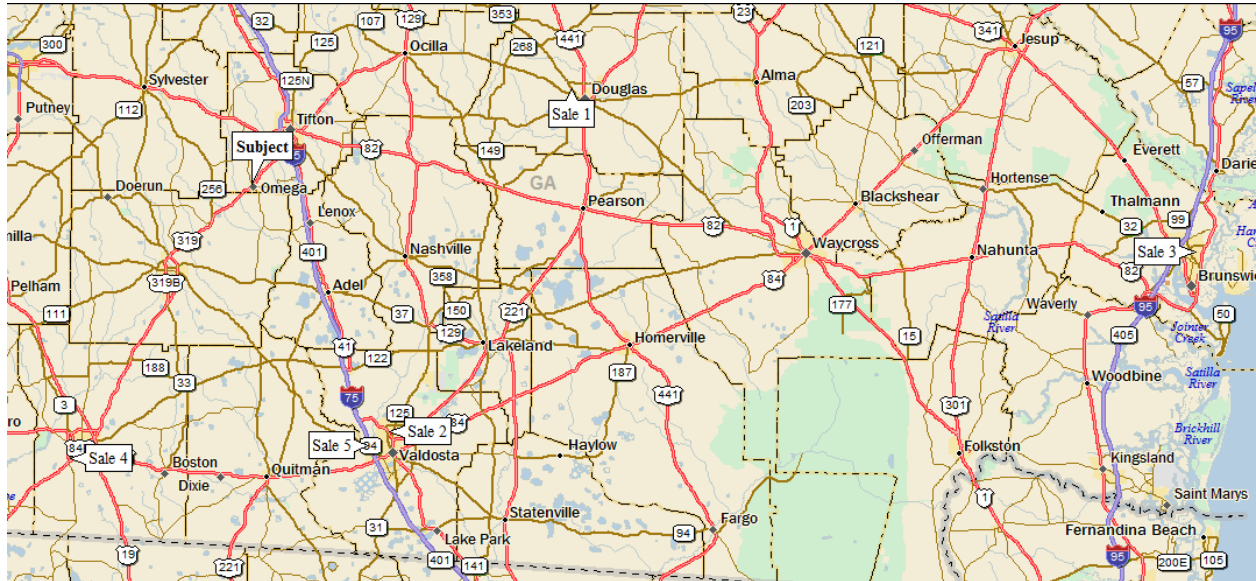 32
107
129
353
441
23
341
95
Jesup
300
125
Ocilla
268
121
Sylvester
125N
Alma
57
Putney
112
Douglas
203
Sale 1
Tifton
Offerman
Subject
82
149
Everett
Doerun
256
Omega
GA
Hortense
Thalmann
Lenox
Pearson
Blackshear
32
99
319
401
82
1
Waycross
Nahunta
Sale 3
Nashville
82
319B
358
84
Brunswic
Pelham
Adel
177
Waverly
95
111
37
150
221
Satilla
River
50
129
15
405
Jointer
Creek
41
Lakeland
Homerville
122
188
33
187
Woodbine
Satilla
River
75
441
301
3
125
84
Sale 2
Sale 5
94
Valdosta
Haylow
Folkston
Brickhill
River
84
Sale 4
Boston
Dixie
Quitman
Kingsland
1
Saint Marys
Statenville
31
Lake Park
94
Fargo
Fernandina Beach
19
221
401
141
95
200E
105